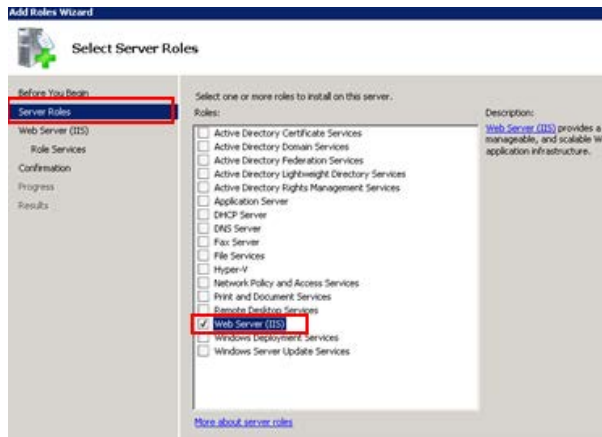 Add Roles Wizard
Select Server Roles
Before You Begin
Server Roles
Web Server (IIS)
Role Services
Confirmation
Progress
Results
Select one or more roles to install on this server.
Roles:
Active Directory Certificate Services
Active Directory Domain Services
Active Directory Federation Services
Active Directory Lightweight Directory Services
Active Directory Rights Management Services
Application Server
DHCP Server
DNS Server
Fax Server
File Services
Hyper-V
Network Policy and Access Services
Print and Document Services
Remote Desktop Services
Web Server (IIS)
Windows Deployment Services
Windows Server Update Services
More about server roles
Description:
Web Server (IIS) provides a
manageable, and scalable W
application infrastructure.